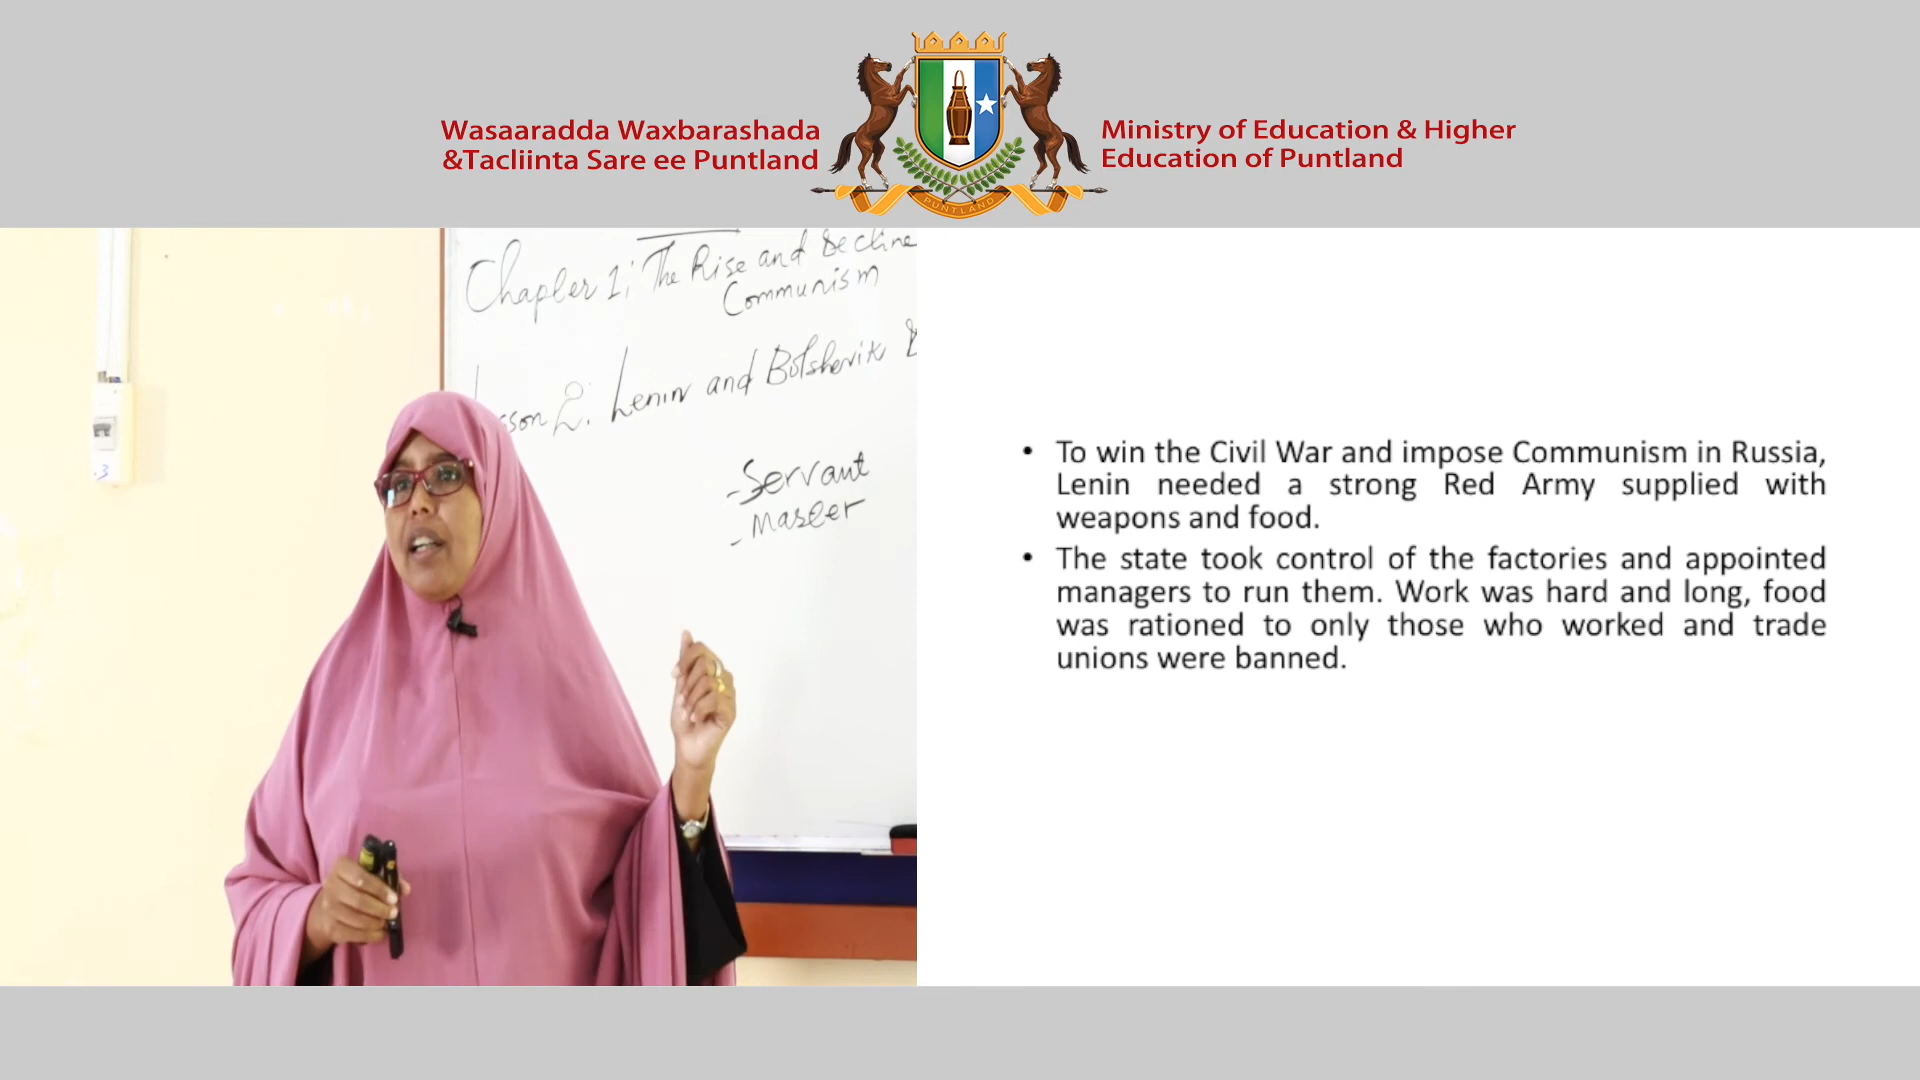 Wasaaradda Waxbarashada
&Tacliinta Sare ee Puntland
PUNTLAND
Ministry of Education & Higher
Education of Puntland
Chapter 1; The Rise and Decline
Communism
sson 2: Lenin and Bolshevik
-Servant
- Master
.3
• To win the Civil War and impose Communism in Russia,
Lenin needed a strong Red Army supplied with
weapons and food.
• The state took control of the factories and appointed
managers to run them. Work was hard and long, food
was rationed to only those who worked and trade
unions were banned.